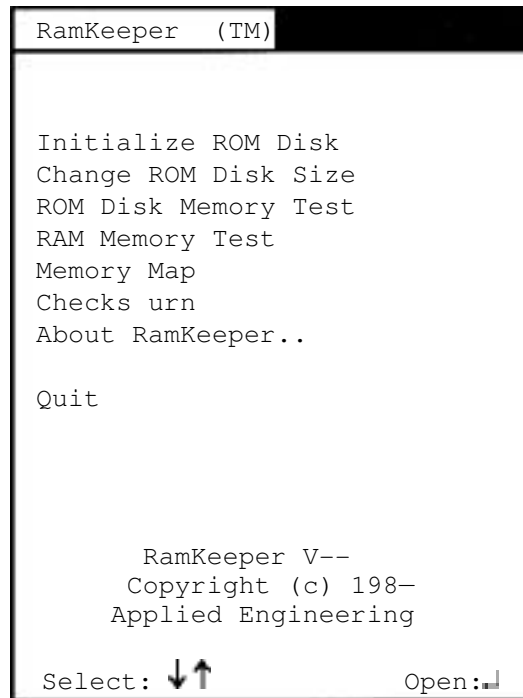 RamKeeper (TM)
Initialize ROM Disk
Change ROM Disk Size
ROM Disk Memory Test
RAM Memory Test
Memory Map
Checks urn
About RamKeeper..
Quit
RamKeeper V--
Copyright (c) 198—
Applied Engineering
Select: ↓↑ Open:↵